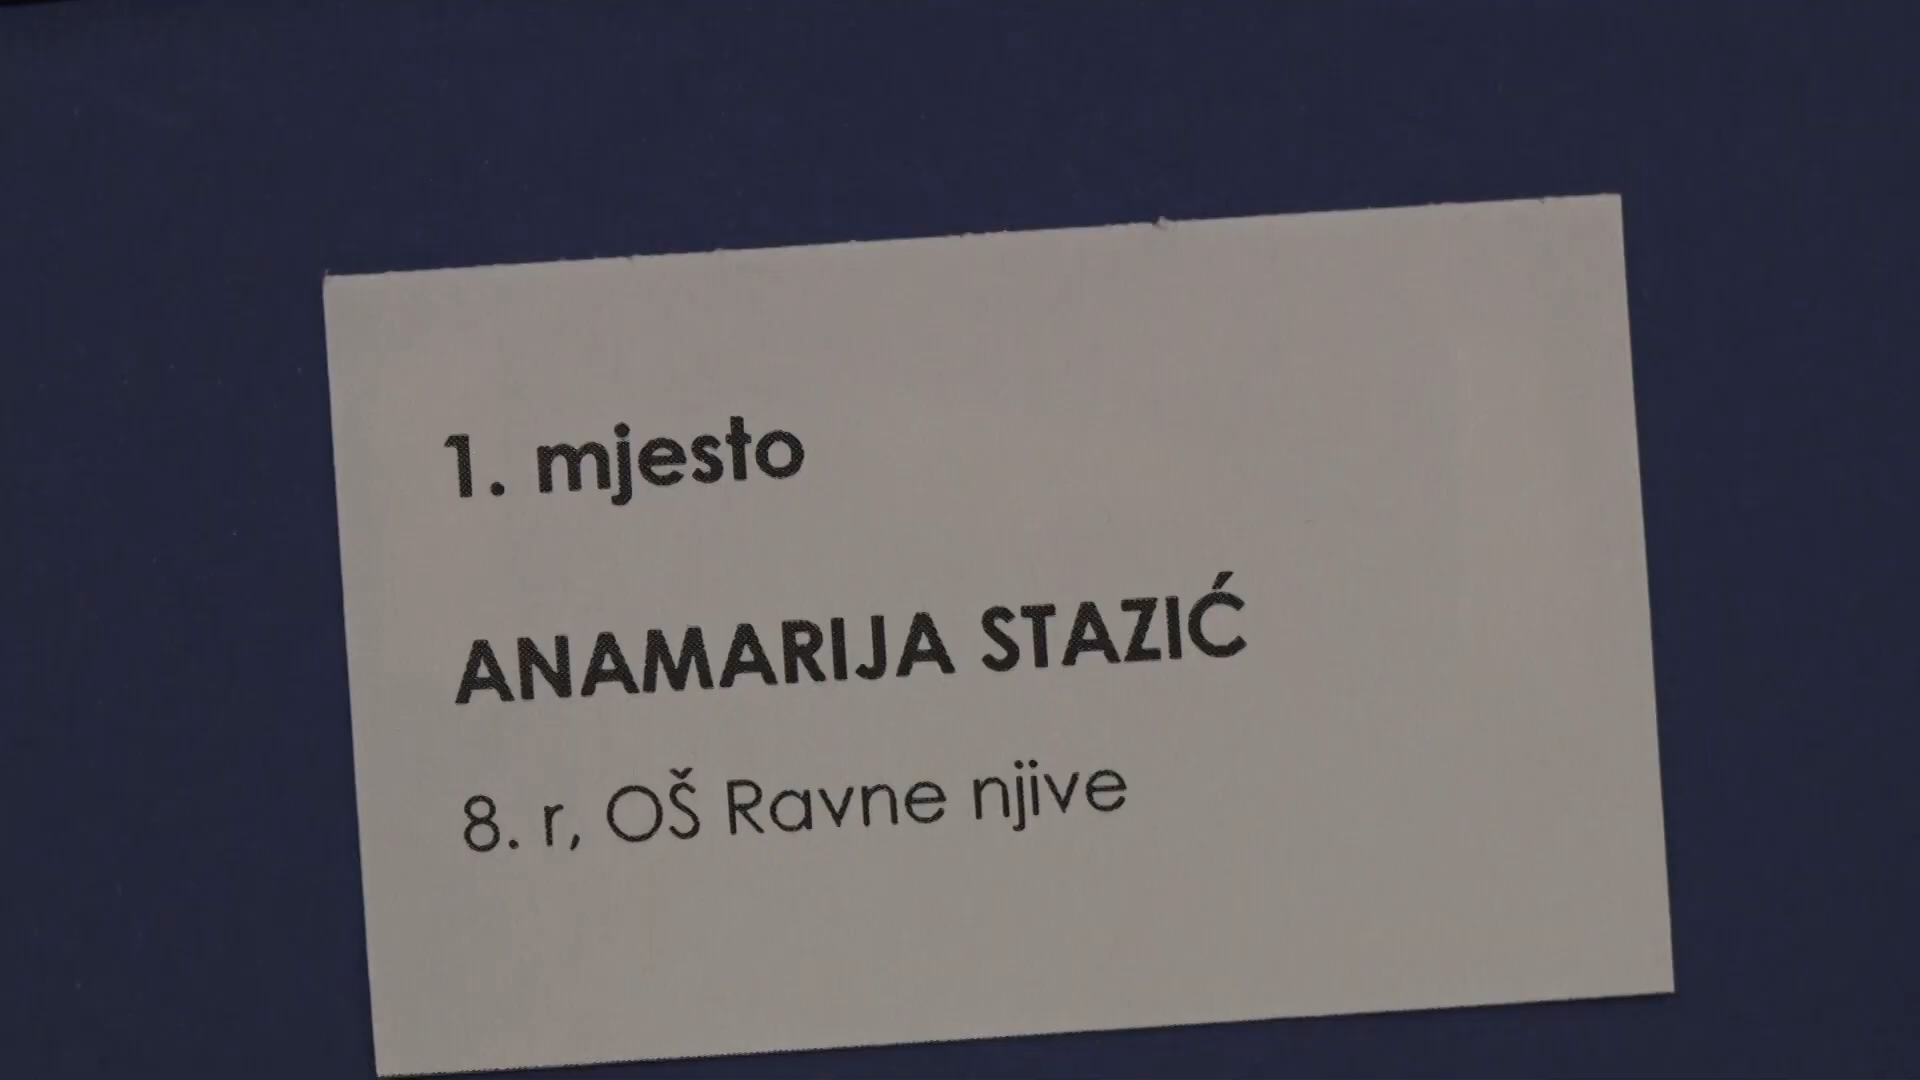 1. mjesto
ANAMARIJA STAZIĆ
8. r, OŠ Ravne njive